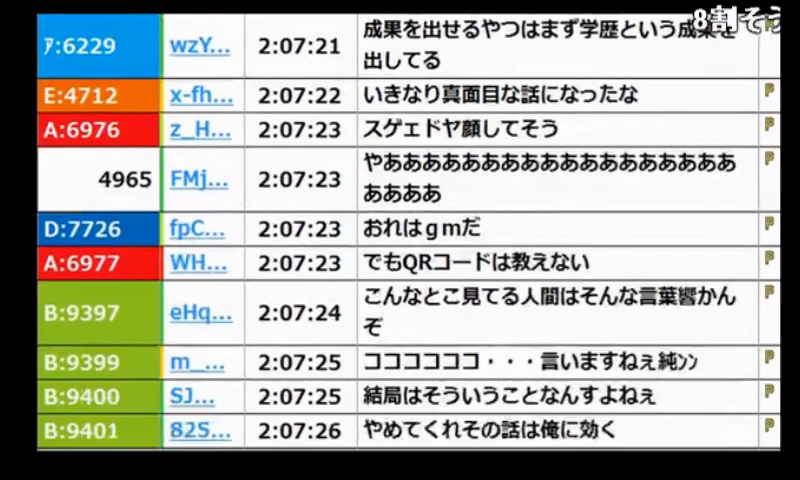 8割そう
ｱ:6229 wzY... 2:07:21 成果を出せるやつはまず学歴という成果を
出してる
E:4712 x-fh... 2:07:22 いきなり真面目な話になったな P
A:6976 z_H... 2:07:23 スゲェドヤ顔してそう P
4965 FMj... 2:07:23 やあああああああああああああああああああ P
ああああ
D:7726 fpC... 2:07:23 おれはｇｍだ P
A:6977 WH... 2:07:23 でもQRコードは教えない P
B:9397 eHq... 2:07:24 こんなとこ見てる人間はそんな言葉響かん P
ぞ
B:9399 m_... 2:07:25 ココココココ・・・言いますねぇ純ﾝﾝ P
B:9400 SJ... 2:07:25 結局はそういうことなんすよねぇ P
B:9401 825... 2:07:26 やめてくれその話は俺に効く P